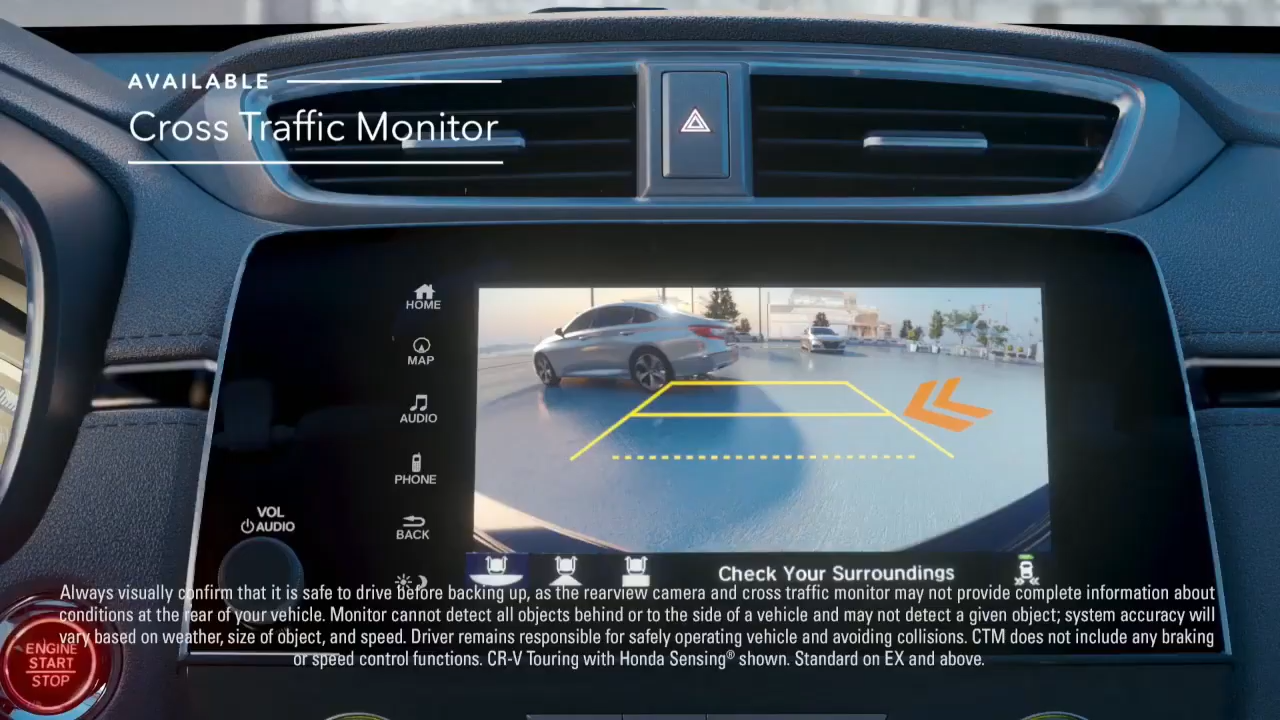 AVAILABLE
Cross Traffic Monitor
HOME
MAP
AUDIO
PHONE
BACK
VOL
AUDIO
Check Your Surroundings
Always visually confirm that it is safe to drive before backing up, as the rearview camera and cross traffic monitor may not provide complete information about
conditions at the rear of your vehicle. Monitor cannot detect all objects behind or to the side of a vehicle and may not detect a given object; system accuracy will
vary based on weather, size of object, and speed. Driver remains responsible for safely operating vehicle and avoiding collisions. CTM does not include any braking
or speed control functions. CR-V Touring with Honda Sensing® shown. Standard on EX and above.
ENGINE
START
STOP